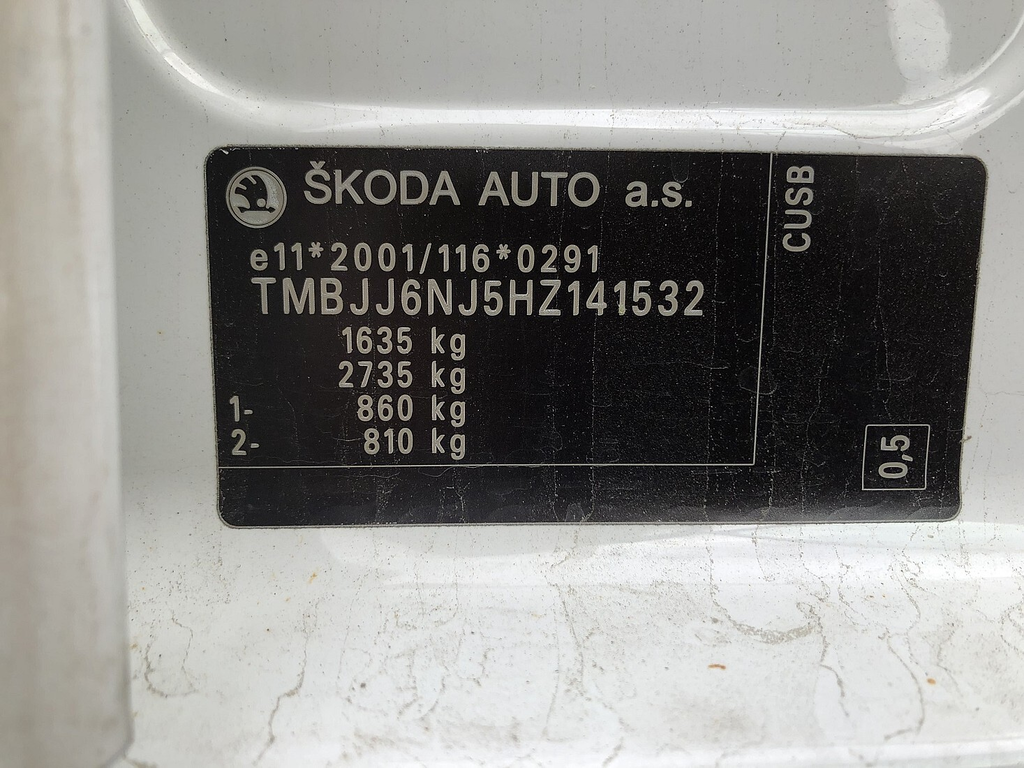 ŠKODA AUTO a.s.
e11*2001/116*0291
TMBJJ6NJ5HZ141532
1635 kg
2735 kg
1- 860 kg
2- 810 kg
CUSB
0,5